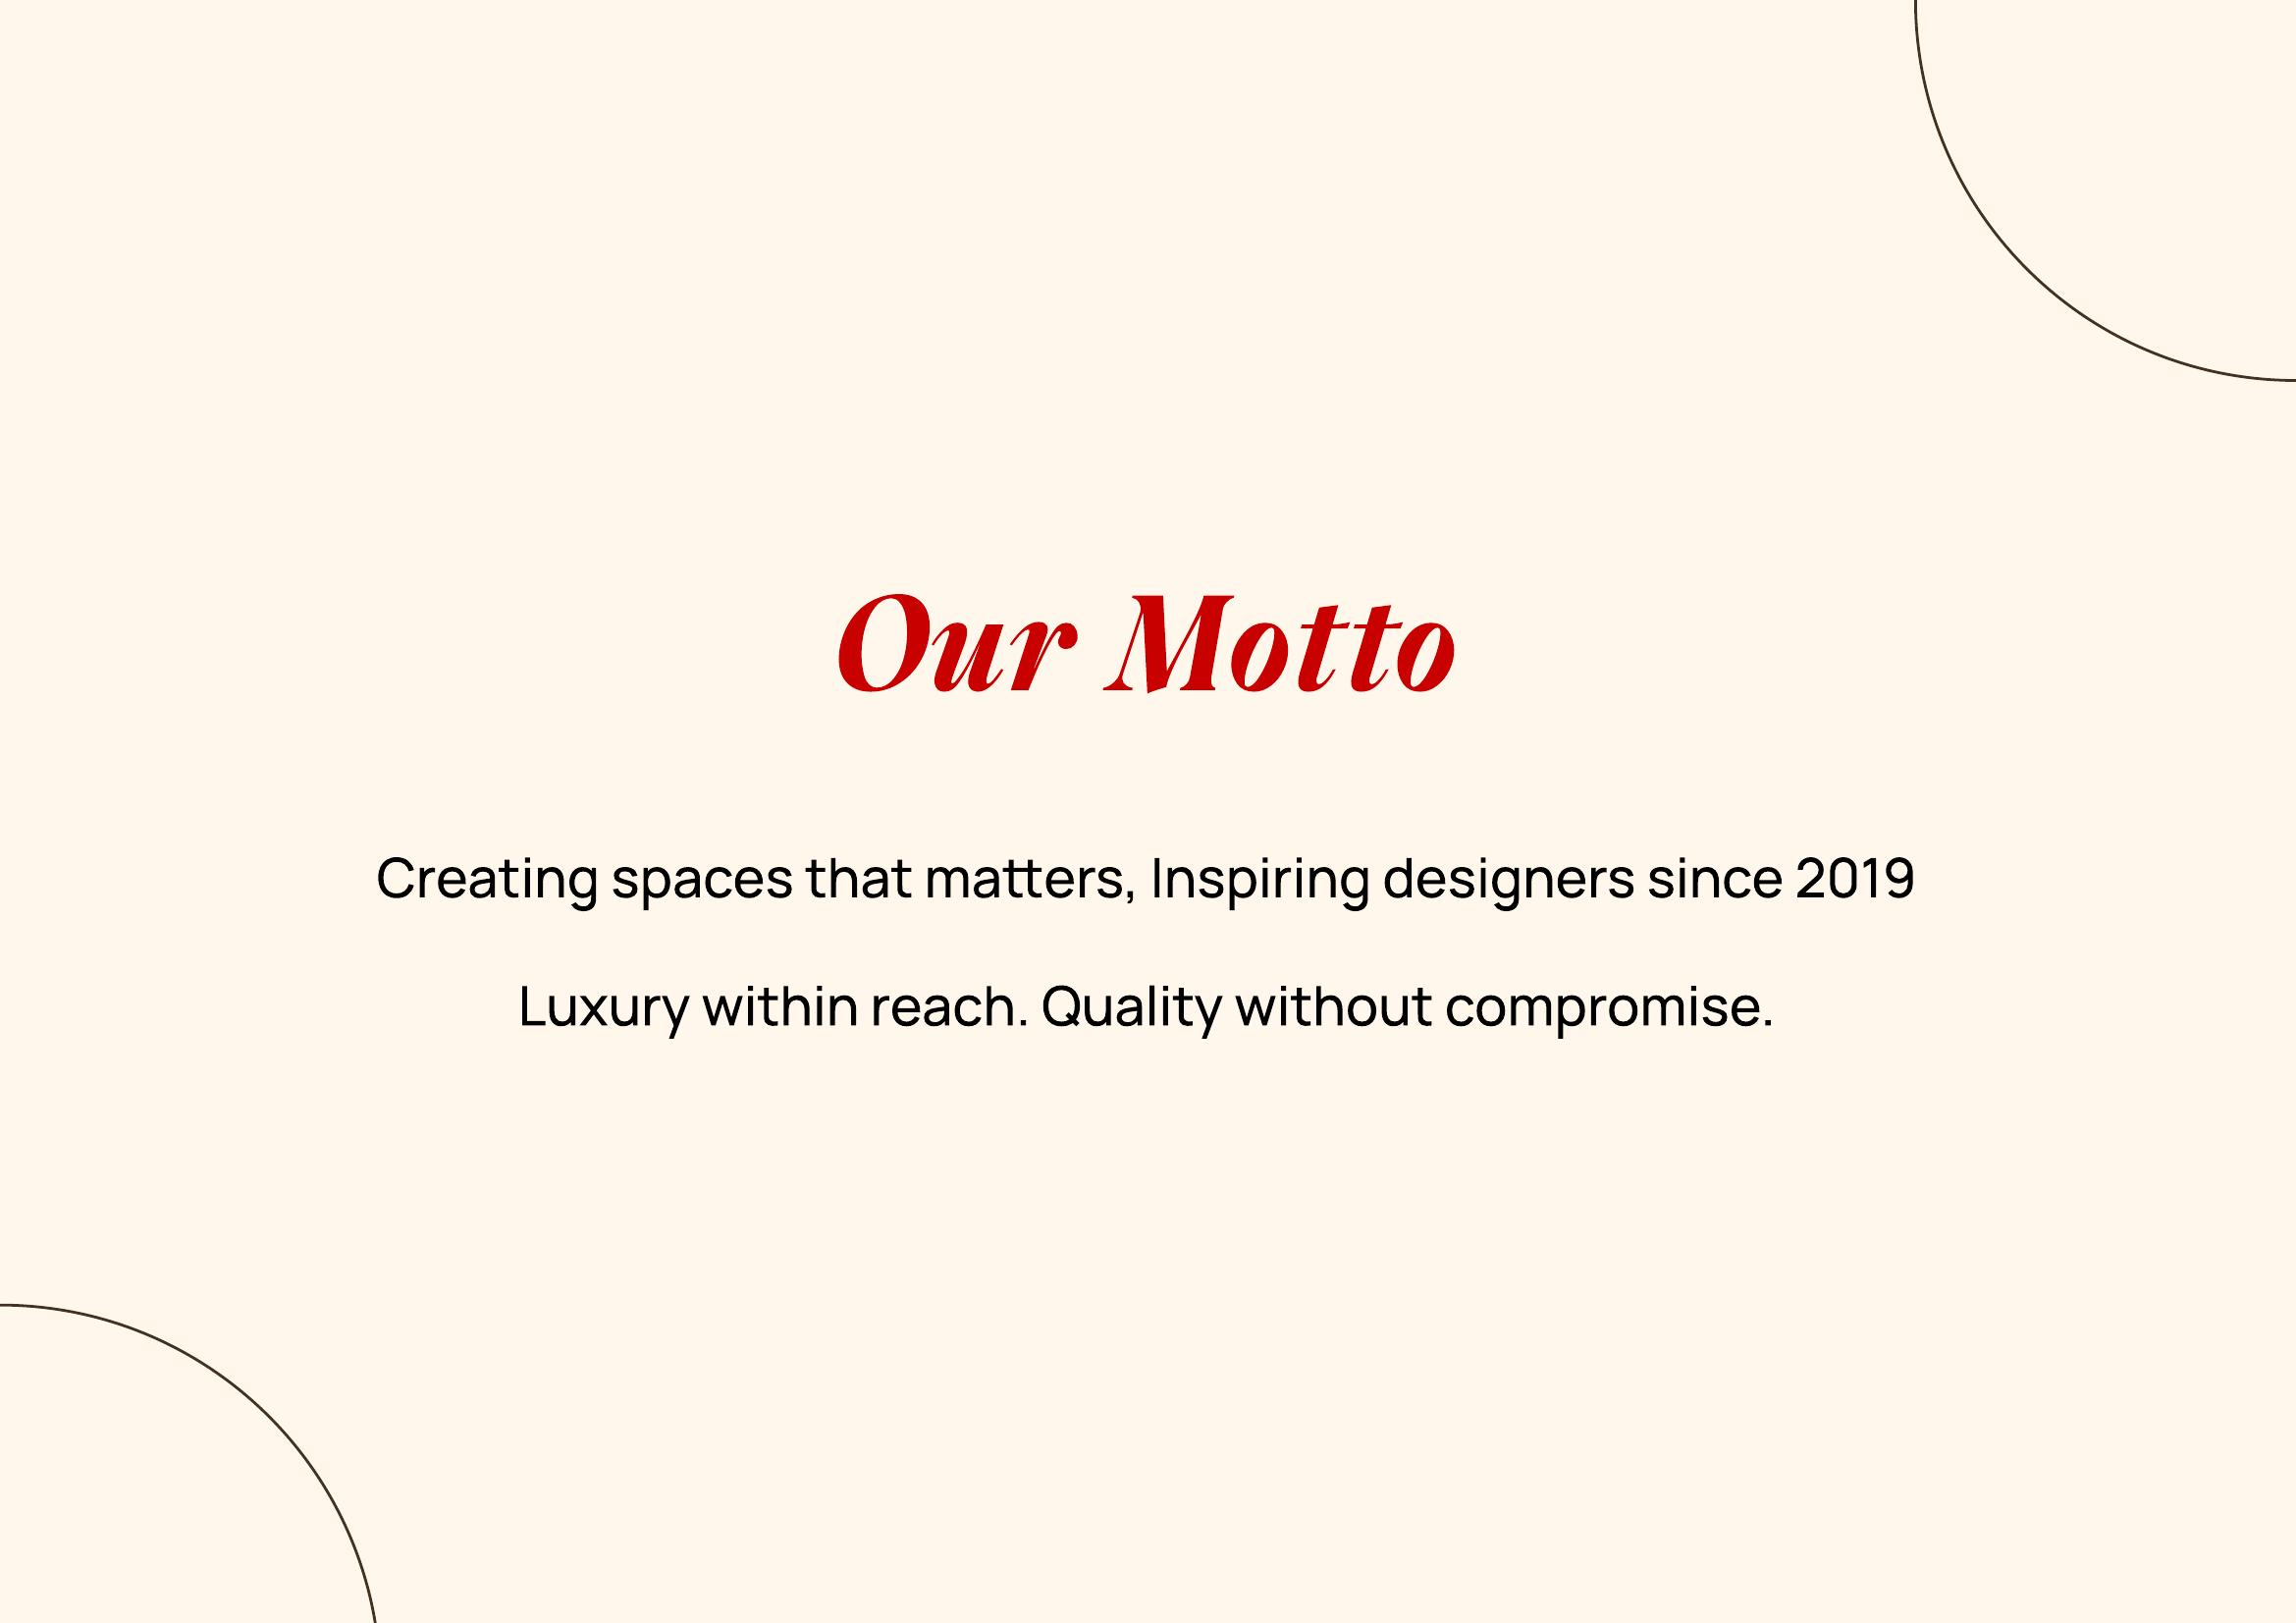 Our Motto
Creating spaces that matters, Inspiring designers since 2019
Luxury within reach. Quality without compromise.